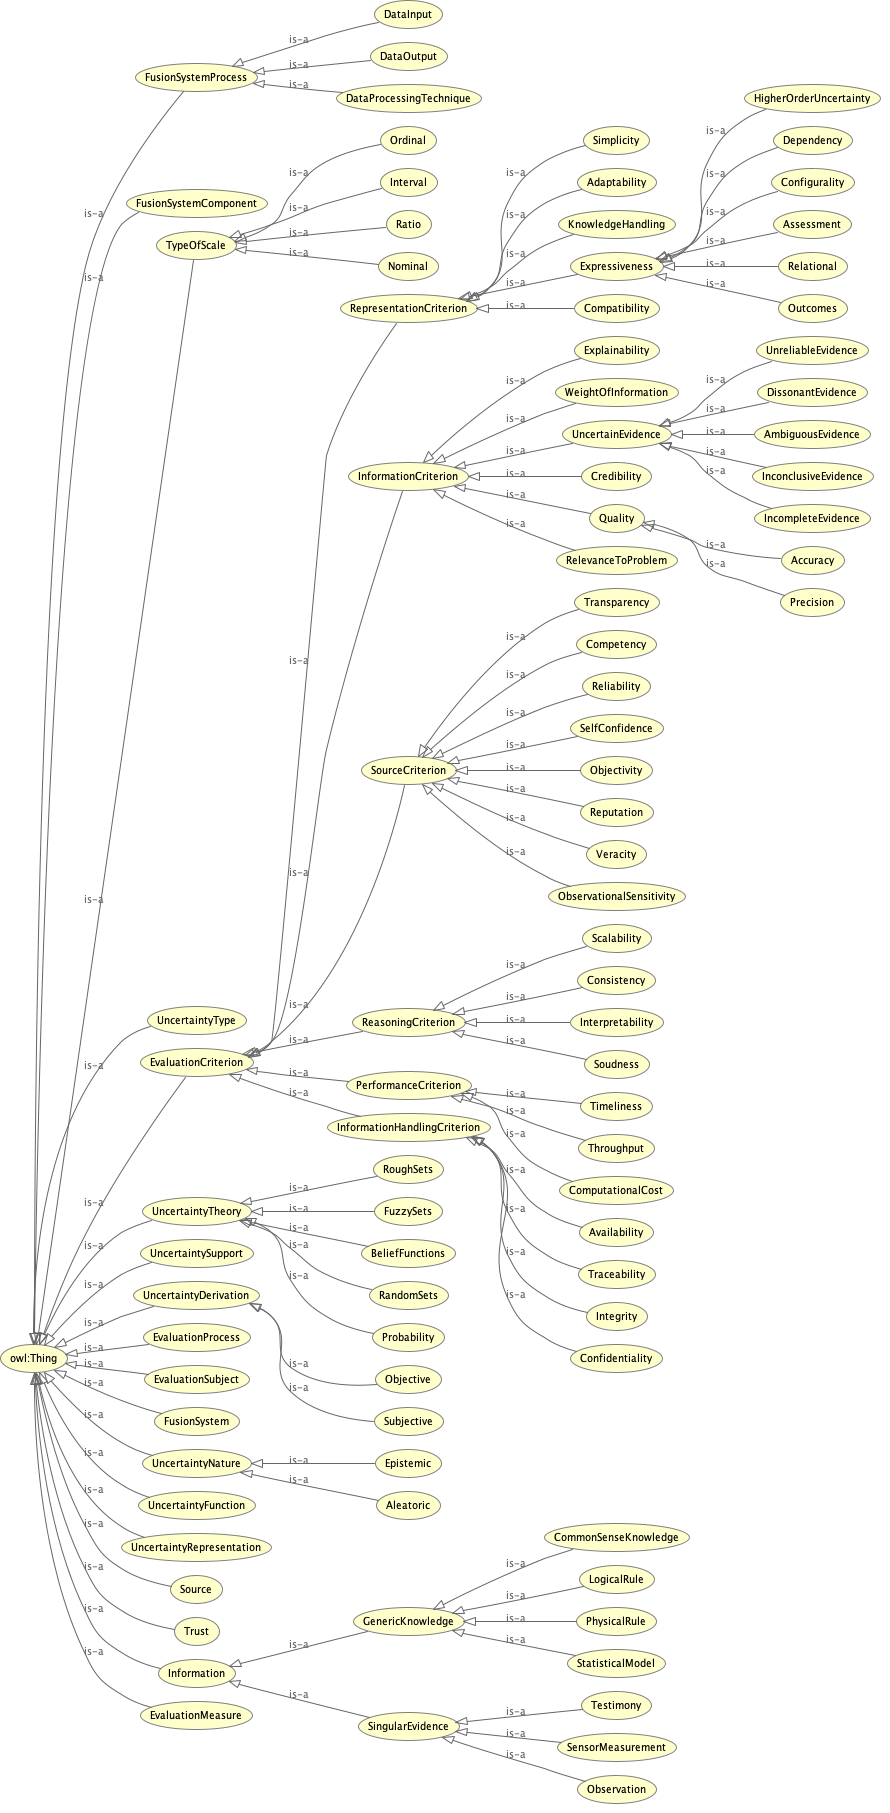 DataInput
is-a
DataOutput
is-a
FusionSystemProcess
is-a
DataProcessingTechnique
HigherOrderUncertainty
is-a
Ordinal
Simplicity
Dependency
is-a
is-a
is-a
Interval
Adaptability
Configurality
FusionSystemComponent
is-a
is-a
is-a
is-a
Ratio
KnowledgeHandling
Assessment
is-a
is-a
is-a
TypeOfScale
is-a
Nominal
Expressiveness
is-a
Relational
is-a
is-a
is-a
RepresentationCriterion
is-a
Compatibility
Outcomes
Explainability
UnreliableEvidence
is-a
is-a
WeightOfInformation
DissonantEvidence
is-a
is-a
UncertainEvidence
is-a
AmbiguousEvidence
is-a
is-a
InformationCriterion
is-a
Credibility
is-a
InconclusiveEvidence
is-a
Quality
IncompleteEvidence
is-a
is-a
RelevanceToProblem
Accuracy
is-a
Transparency
Precision
is-a
Competency
is-a
is-a
Reliability
is-a
SelfConfidence
is-a
SourceCriterion
is-a
Objectivity
is-a
Reputation
is-a
Veracity
is-a
is-a
is-a
ObservationalSensitivity
Scalability
is-a
Consistency
is-a
is-a
UncertaintyType
ReasoningCriterion
is-a
Interpretability
is-a
is-a
EvaluationCriterion
Soudness
is-a
is-a
PerformanceCriterion
is-a
Timeliness
is-a
is-a
InformationHandlingCriterion
is-a
Throughput
RoughSets
is-a
is-a
ComputationalCost
is-a
UncertaintyTheory
is-a
FuzzySets
is-a
is-a
Availability
is-a
UncertaintySupport
BeliefFunctions
is-a
is-a
Traceability
is-a
UncertaintyDerivation
RandomSets
is-a
is-a
Integrity
EvaluationProcess
Probability
is-a
owl:Thing
is-a
is-a
Confidentiality
EvaluationSubject
Objective
is-a
is-a
FusionSystem
Subjective
is-a
UncertaintyNature
is-a
Epistemic
is-a
is-a
UncertaintyFunction
Aleatoric
is-a
UncertaintyRepresentation
CommonSenseKnowledge
is-a
is-a
Source
LogicalRule
is-a
is-a
Trust
GenericKnowledge
is-a
PhysicalRule
is-a
is-a
is-a
Information
StatisticalModel
is-a
EvaluationMeasure
Testimony
is-a
SingularEvidence
is-a
SensorMeasurement
is-a
Observation